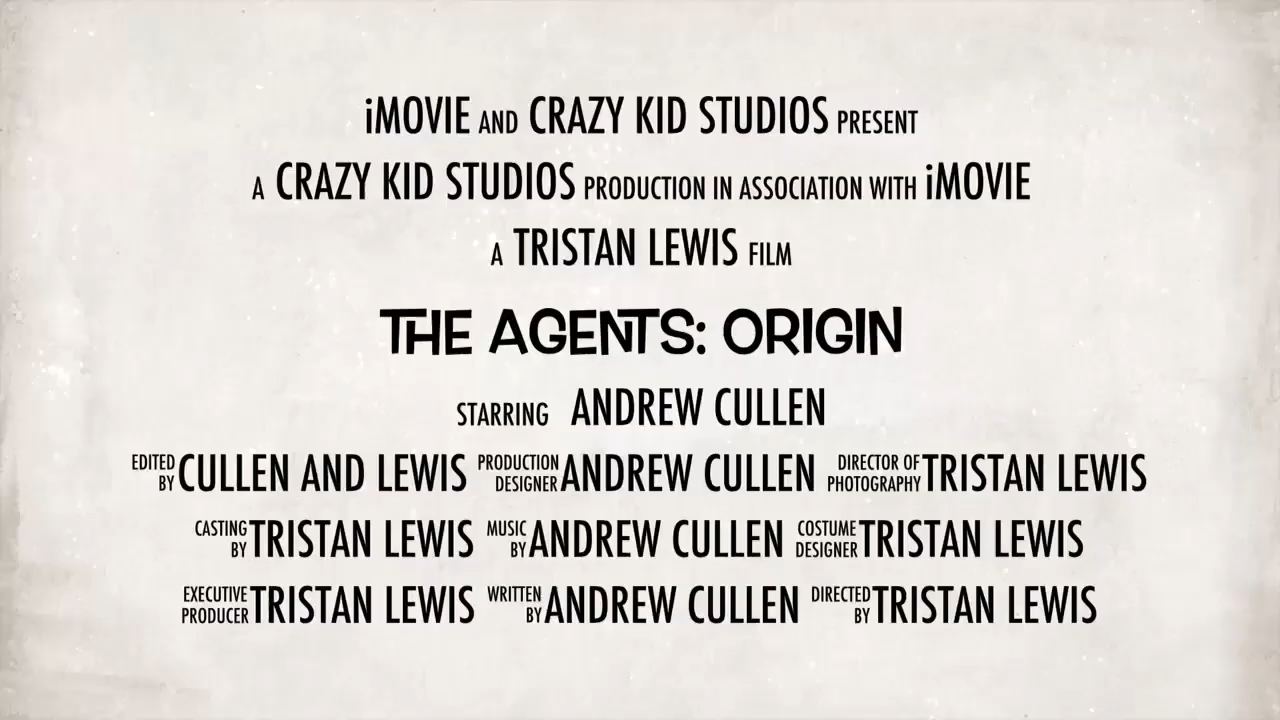 iMOVIE AND CRAZY KID STUDIOS PRESENT
A CRAZY KID STUDIOS PRODUCTION IN ASSOCIATION WITH iMOVIE
A TRISTAN LEWIS FILM
THE AGENTS: ORIGIN
STARRING ANDREW CULLEN
EDITED BY CULLEN AND LEWIS PRODUCTION DESIGNER ANDREW CULLEN DIRECTOR OF PHOTOGRAPHY TRISTAN LEWIS
CASTING BY TRISTAN LEWIS MUSIC BY ANDREW CULLEN COSTUME DESIGNER TRISTAN LEWIS
EXECUTIVE PRODUCER TRISTAN LEWIS WRITTEN BY ANDREW CULLEN DIRECTED BY TRISTAN LEWIS